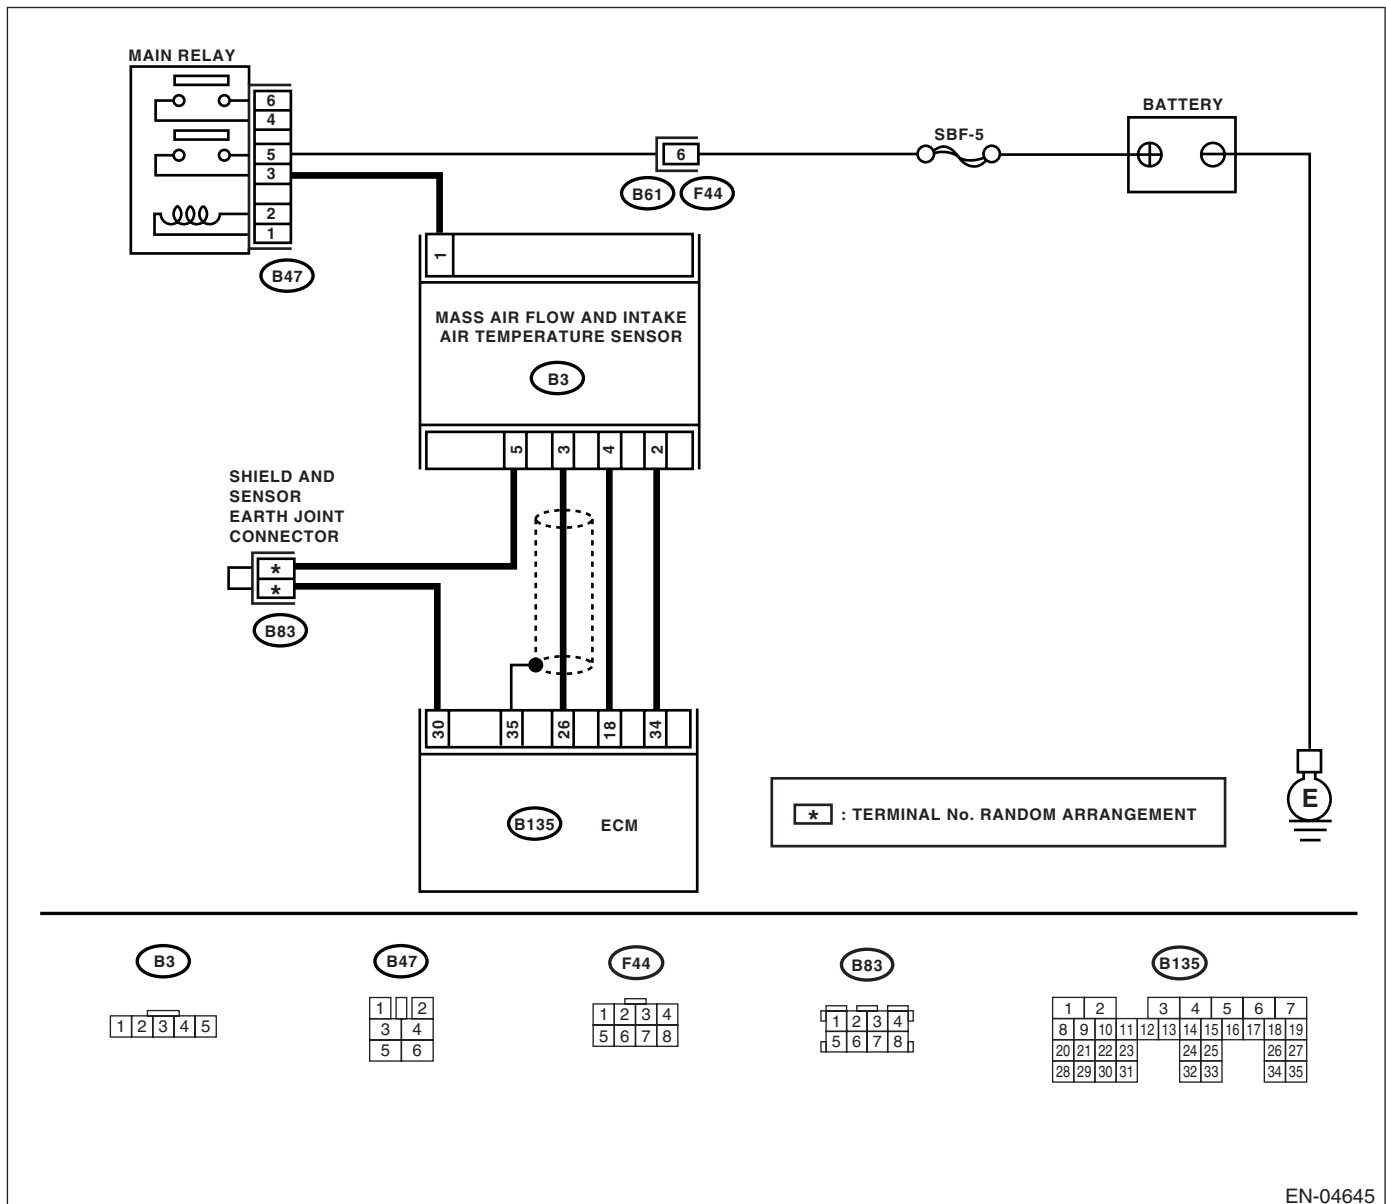 MAIN RELAY
6
4
5
3
2
1
B47
6
B61 F44
SBF-5
BATTERY
1
MASS AIR FLOW AND INTAKE
AIR TEMPERATURE SENSOR
B3
5 3 4 2
SHIELD AND
SENSOR
EARTH JOINT
CONNECTOR
*
*
B83
30 35 26 18 34
B135 ECM
* : TERMINAL No. RANDOM ARRANGEMENT
E
B3
1 2 3 4 5
B47
1 2
3 4
5 6
F44
1 2 3 4
5 6 7 8
B83
1 2 3 4
5 6 7 8
B135
1 2 3 4 5 6 7
8 9 10 11 12 13 14 15 16 17 18 19
20 21 22 23 24 25 26 27
28 29 30 31 32 33 34 35
EN-04645